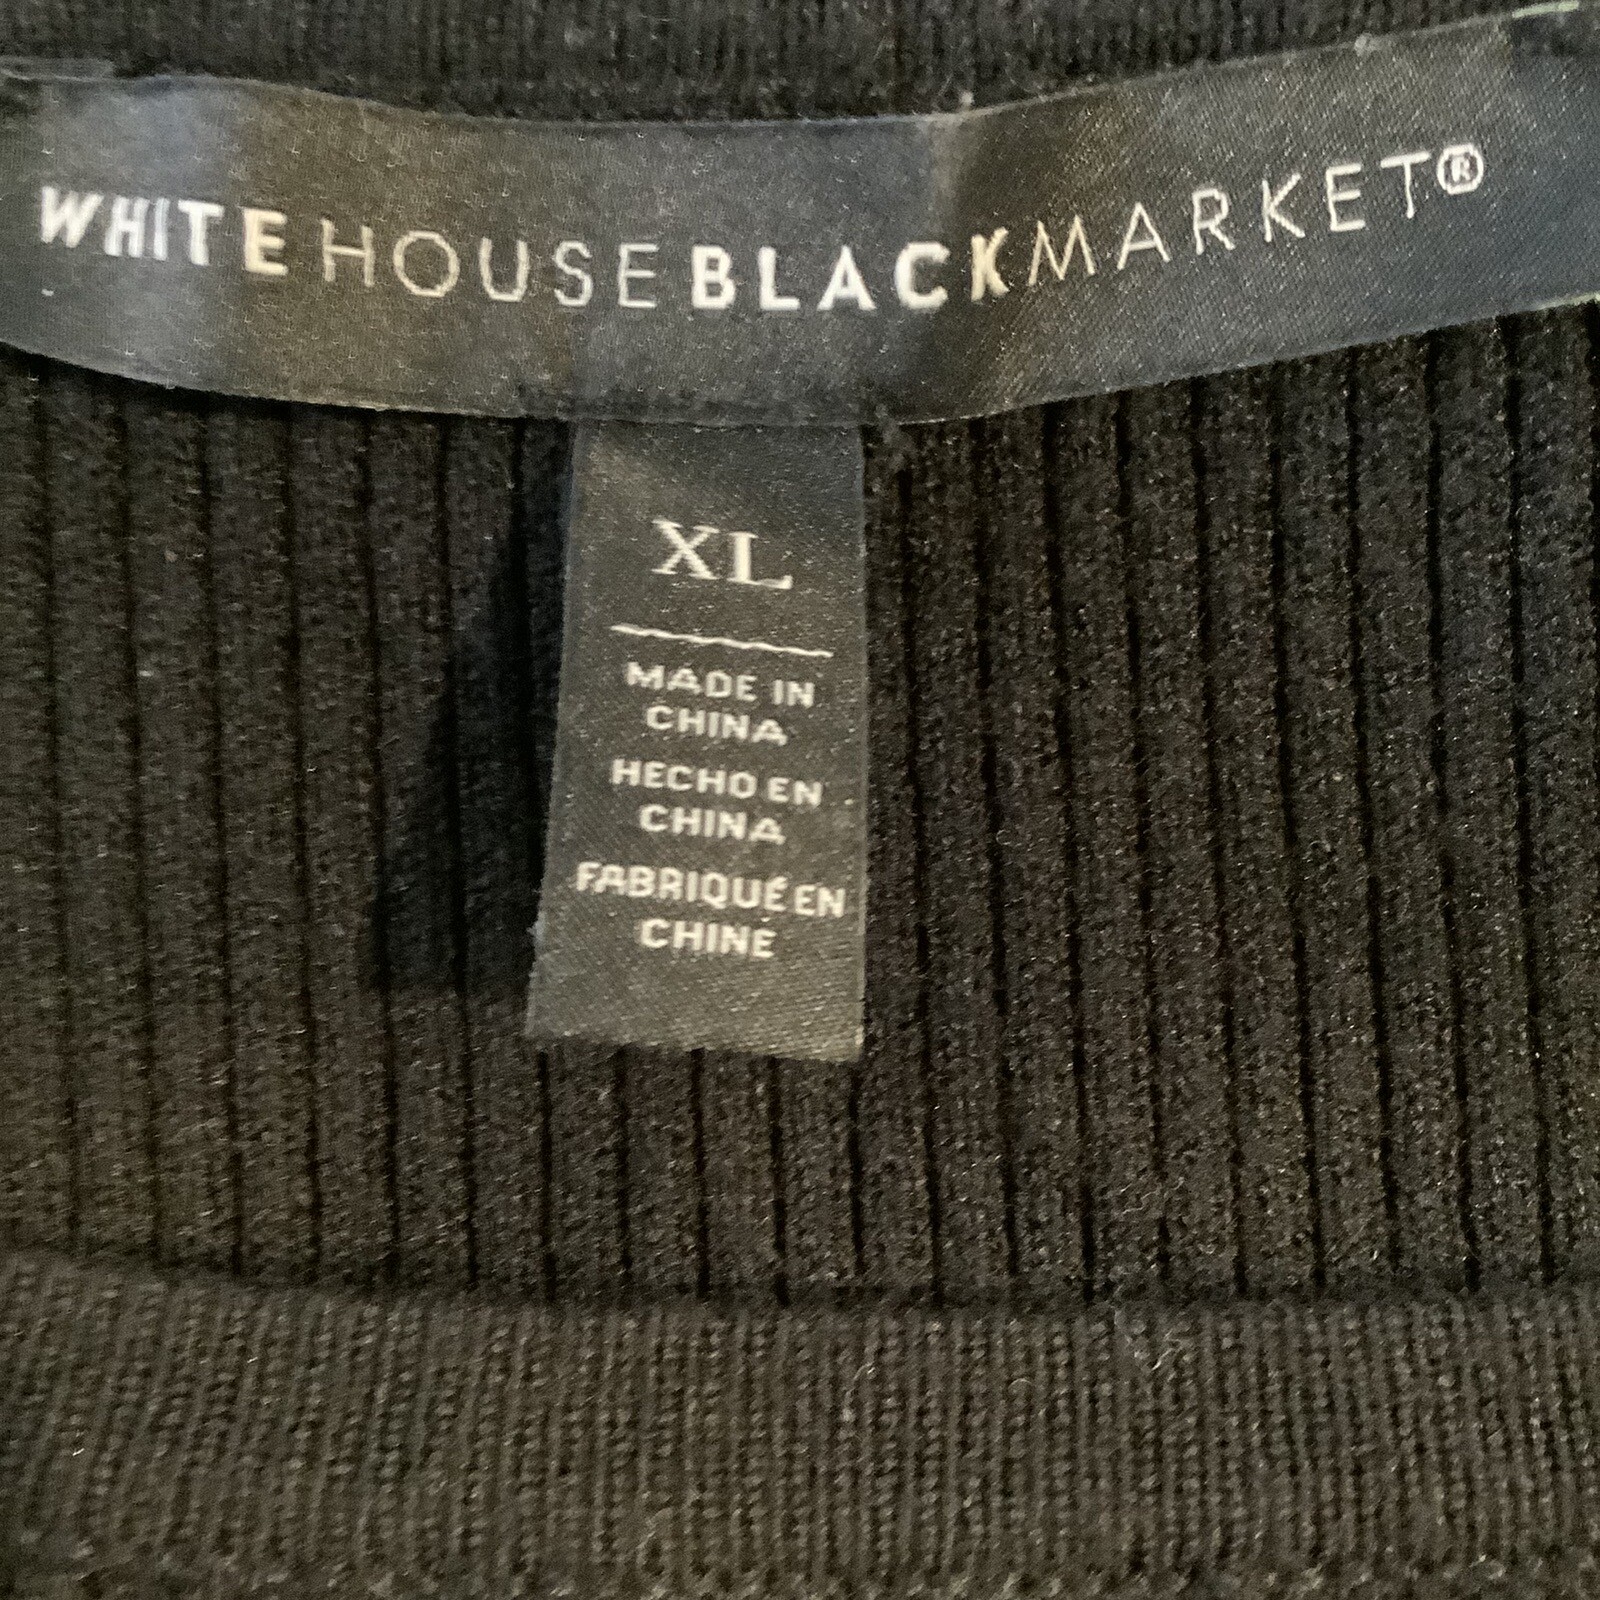 WHITEHOUSEBLACKMARKET®
XL
MADE IN
CHINA
HECHO EN
CHINA
FABRIQUÉ EN
CHINE